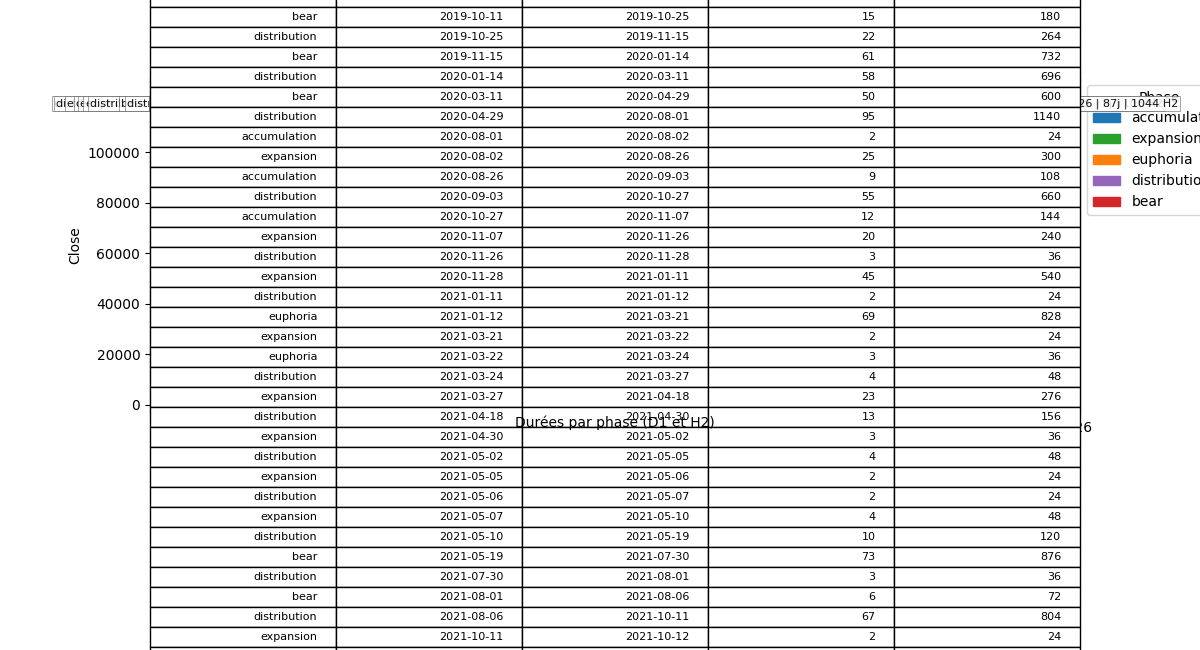 bear 2019-10-11 2019-10-25 15 180
distribution 2019-10-25 2019-11-15 22 264
bear 2019-11-15 2020-01-14 61 732
distribution 2020-01-14 2020-03-11 58 696
bear 2020-03-11 2020-04-29 50 600
distribution 2020-04-29 2020-08-01 95 1140
accumulation 2020-08-01 2020-08-02 2 24
expansion 2020-08-02 2020-08-26 25 300
accumulation 2020-08-26 2020-09-03 9 108
distribution 2020-09-03 2020-10-27 55 660
accumulation 2020-10-27 2020-11-07 12 144
expansion 2020-11-07 2020-11-26 20 240
distribution 2020-11-26 2020-11-28 3 36
expansion 2020-11-28 2021-01-11 45 540
distribution 2021-01-11 2021-01-12 2 24
euphoria 2021-01-12 2021-03-21 69 828
expansion 2021-03-21 2021-03-22 2 24
euphoria 2021-03-22 2021-03-24 3 36
distribution 2021-03-24 2021-03-27 4 48
expansion 2021-03-27 2021-04-18 23 276
distribution 2021-04-18 2021-04-30 13 156
Durées par phase (D1 et H2)
expansion 2021-04-30 2021-05-02 3 36
distribution 2021-05-02 2021-05-05 4 48
expansion 2021-05-05 2021-05-06 2 24
distribution 2021-05-06 2021-05-07 2 24
expansion 2021-05-07 2021-05-10 4 48
distribution 2021-05-10 2021-05-19 10 120
bear 2021-05-19 2021-07-30 73 876
distribution 2021-07-30 2021-08-01 3 36
bear 2021-08-01 2021-08-06 6 72
distribution 2021-08-06 2021-10-11 67 804
expansion 2021-10-11 2021-10-12 2 24
100000
80000
60000
40000
20000
0
Close
26 | 87j | 1044 H2
Phase
accumulat
expansion
euphoria
distributio
bear
26